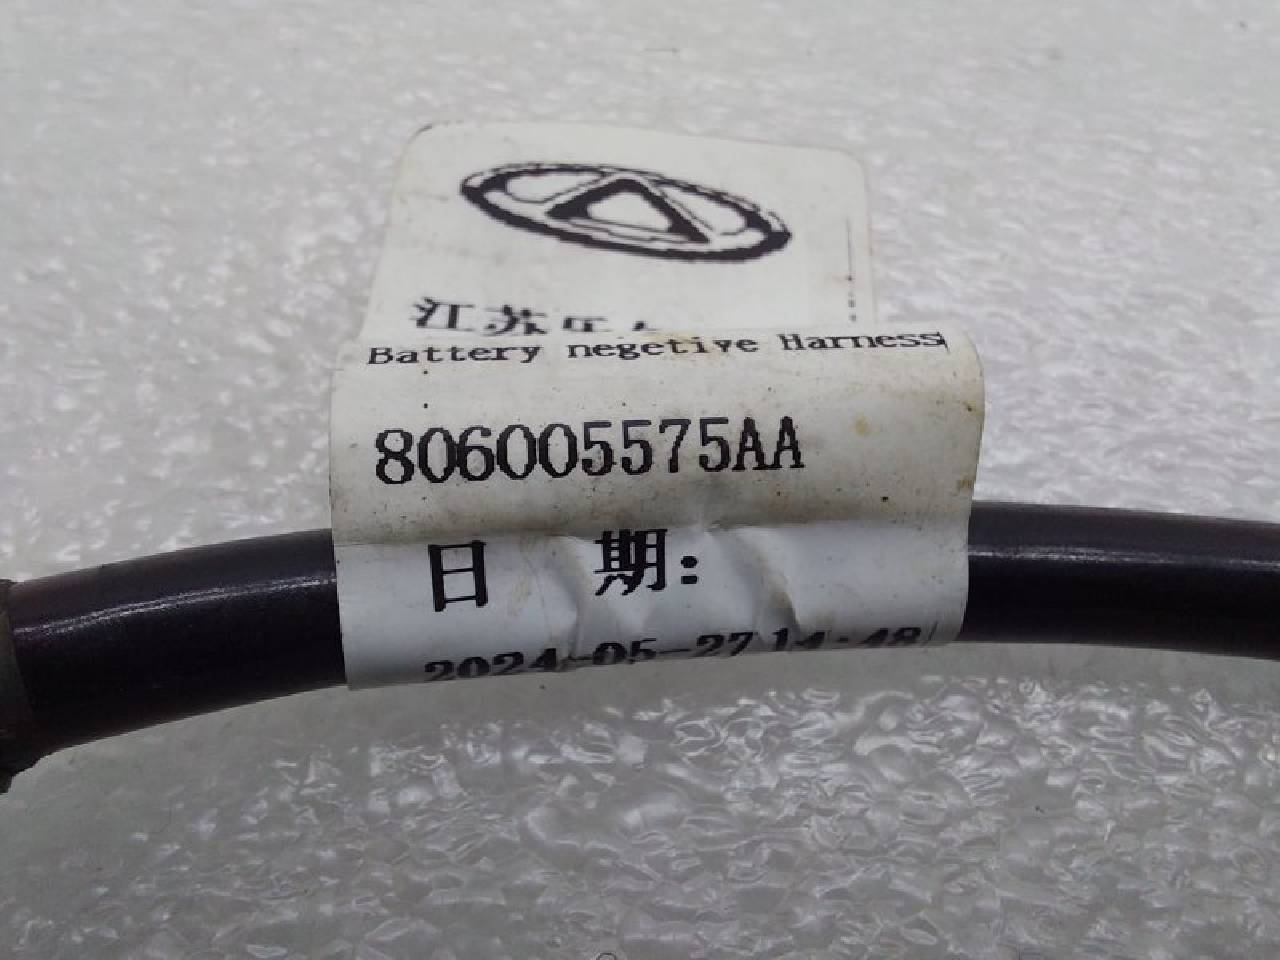 江苏
Battery negetive Harness
806005575AA
日 期:
2024-05-27 14:48